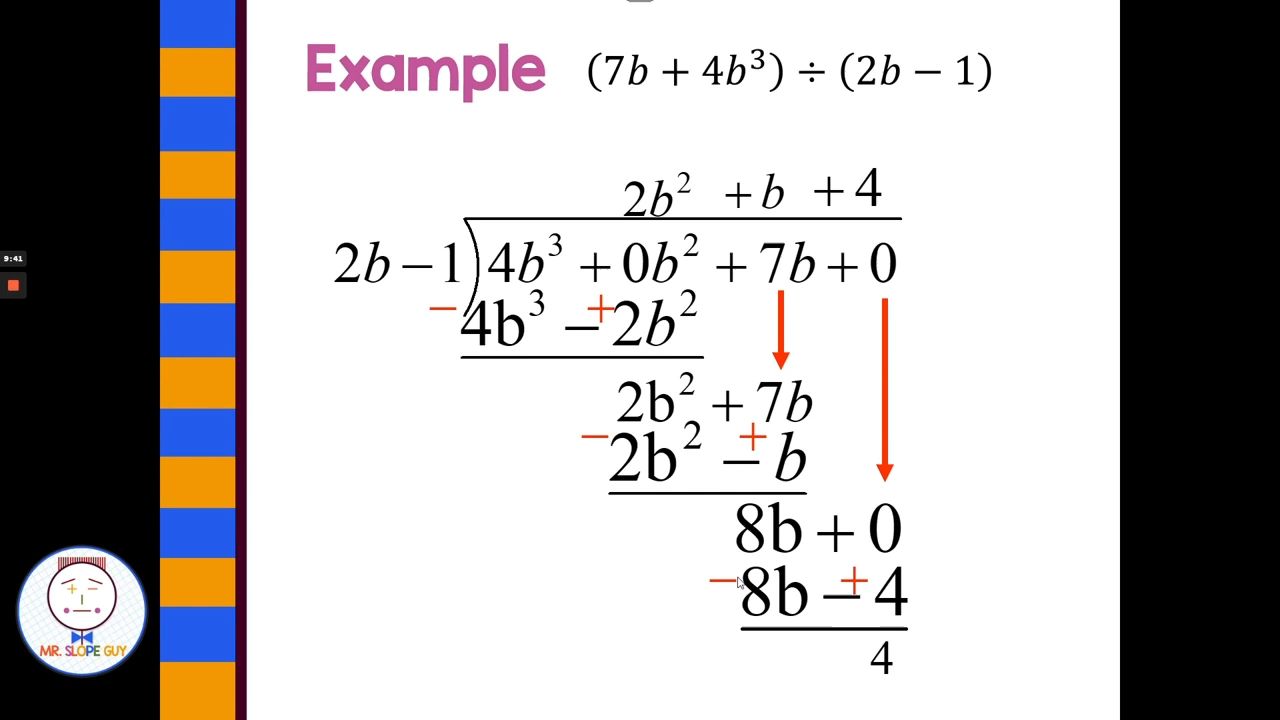 Example (7b + 4b³) ÷ (2b − 1)
2b² + b + 4
2b − 1)4b³ + 0b² + 7b + 0
− +
4b³ − 2b²
2b² + 7b
− +
2b² − b
8b + 0
− +
8b − 4
4
9:41
MR. SLOPE GUY